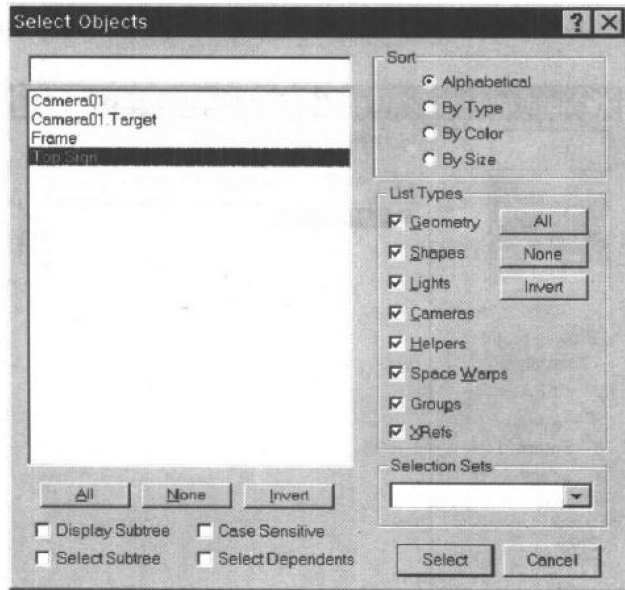 Select Objects
Camera01
Camera01.Target
Frame
Top Sign
All
None
Invert
Display Subtree
Case Sensitive
Select Subtree
Select Dependents
Sort
Alphabetical
By Type
By Color
By Size
List Types
Geometry
All
Shapes
None
Lights
Invert
Cameras
Helpers
Space Warps
Groups
XRefs
Selection Sets
Select
Cancel